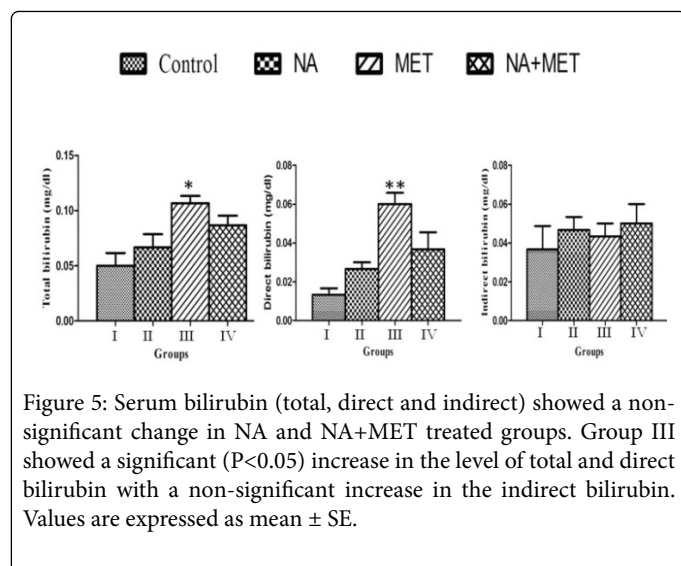 Control NA MET NA+MET
Total bilirubin (mg/dl)
0.15
0.10
0.05
0.00
*
I II III IV
Groups
Direct bilirubin (mg/dl)
0.08
0.06
0.04
0.02
0.00
**
I II III IV
Groups
Indirect bilirubin (mg/dl)
0.08
0.06
0.04
0.02
0.00
I II III IV
Groups
Figure 5: Serum bilirubin (total, direct and indirect) showed a non-
significant change in NA and NA+MET treated groups. Group III
showed a significant (P<0.05) increase in the level of total and direct
bilirubin with a non-significant increase in the indirect bilirubin.
Values are expressed as mean ± SE.